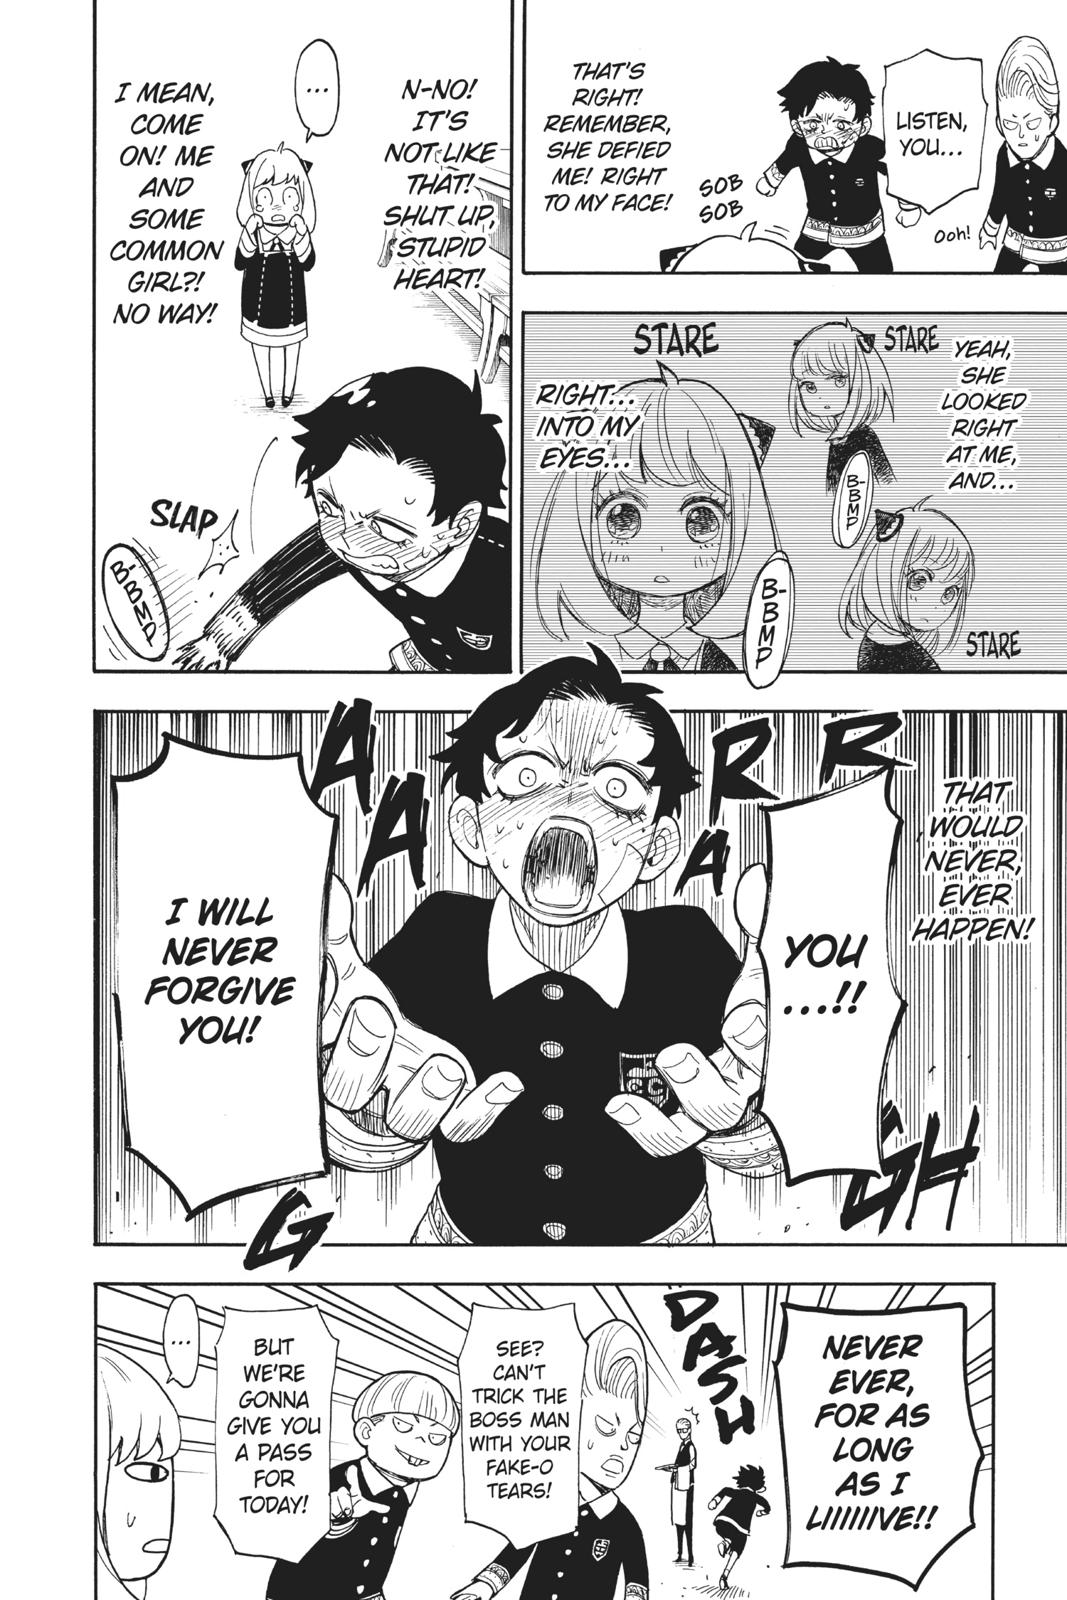 LISTEN,
YOU...
Ooh!
SOB
SOB
THAT'S
RIGHT!
REMEMBER,
SHE DEFIED
ME! RIGHT
TO MY FACE!
YEAH,
SHE
LOOKED
RIGHT
AT ME,
AND...
STARE
STARE
STARE
B-
BMP
RIGHT...
INTO MY
EYES...
B-
BMP
N-NO!
IT'S
NOT LIKE
THAT!
SHUT UP,
STUPID
HEART!
...
I MEAN,
COME
ON! ME
AND
SOME
COMMON
GIRL?!
NO WAY!
SLAP
B-
BMP
THAT
WOULD
NEVER,
EVER
HAPPEN!
YOU
...!!
RRAAAGGH
I WILL
NEVER
FORGIVE
YOU!
NEVER
EVER,
FOR AS
LONG
AS I
LIIIIIIVE!!
DASH
SEE?
CAN'T
TRICK THE
BOSS MAN
WITH YOUR
FAKE-O
TEARS!
BUT
WE'RE
GONNA
GIVE YOU
A PASS
FOR
TODAY!
...